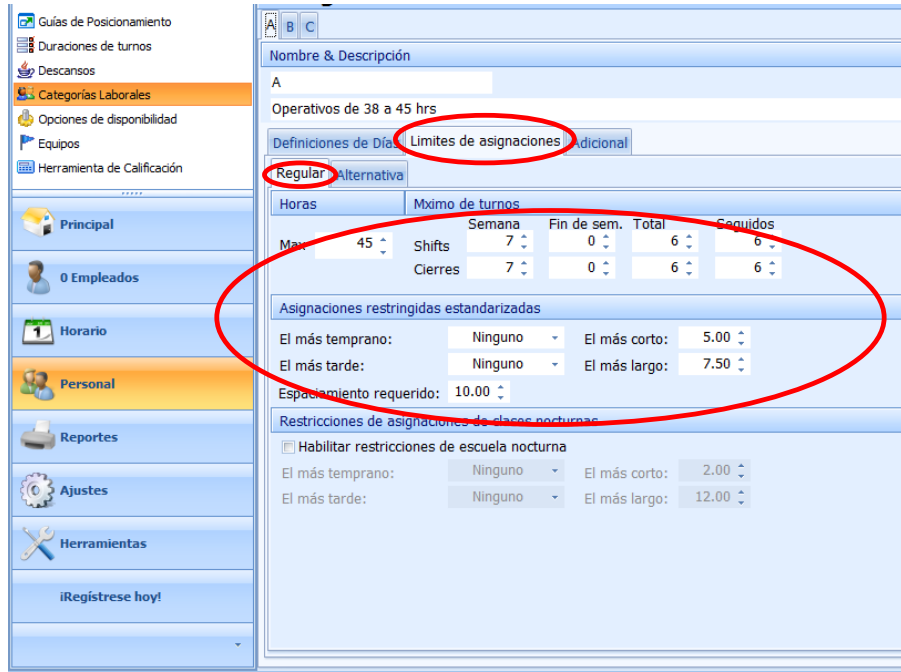 Guías de Posicionamiento
Duraciones de turnos
Descansos
Categorías Laborales
Opciones de disponibilidad
Equipos
Herramienta de Calificación
Principal
0 Empleados
1 Horario
Personal
Reportes
Ajustes
Herramientas
¡Regístrese hoy!
A B C
Nombre & Descripción
A
Operativos de 38 a 45 hrs
Definiciones de Días Limites de asignaciones Adicional
Regular Alternativa
Horas Mximo de turnos
Semana Fin de sem. Total Seguidos
Max 45 Shifts 7 0 6 6
Cierres 7 0 6 6
Asignaciones restringidas estandarizadas
El más temprano: Ninguno El más corto: 5.00
El más tarde: Ninguno El más largo: 7.50
Espaciamiento requerido: 10.00
Restricciones de asignaciones de clases nocturnas
Habilitar restricciones de escuela nocturna
El más temprano: Ninguno El más corto: 2.00
El más tarde: Ninguno El más largo: 12.00